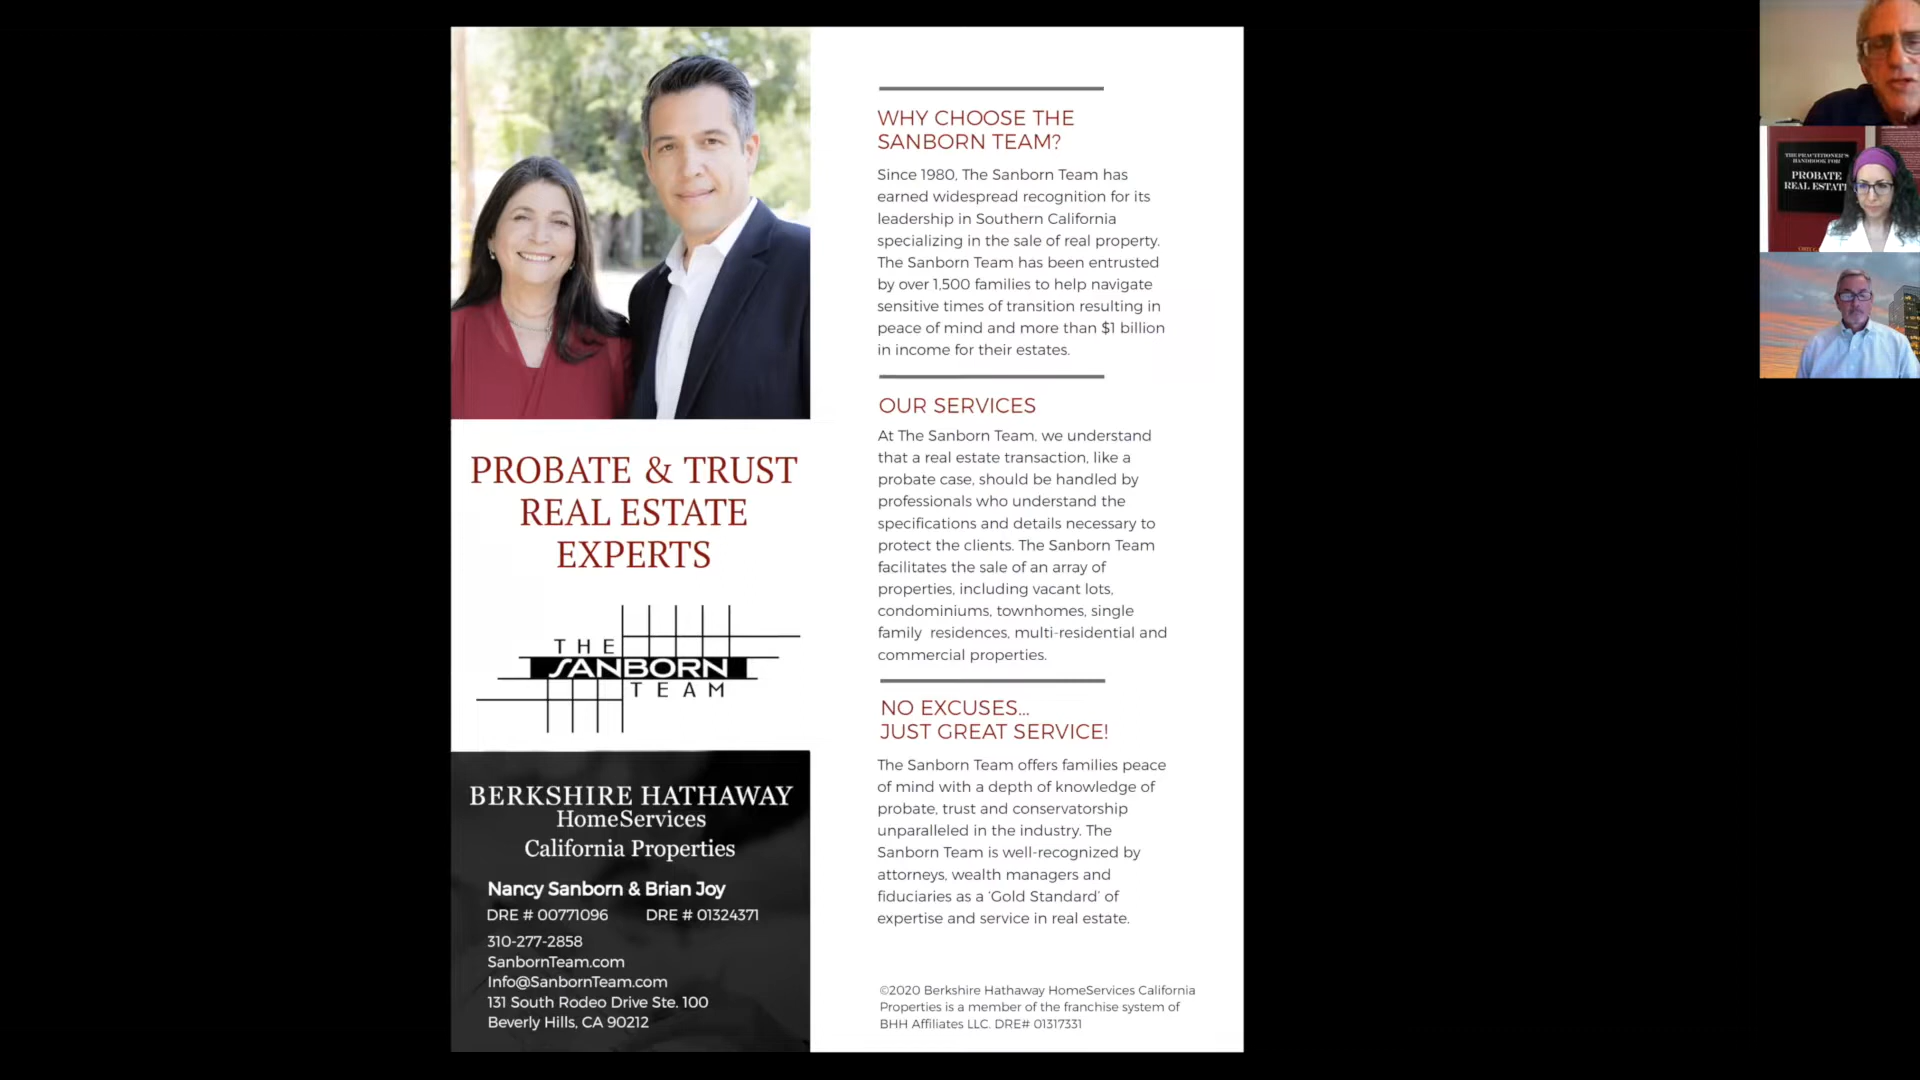 PROBATE & TRUST
REAL ESTATE
EXPERTS
THE
SANBORN
TEAM
BERKSHIRE HATHAWAY
HomeServices
California Properties
Nancy Sanborn & Brian Joy
DRE # 00771096 DRE # 01324371
310-277-2858
SanbornTeam.com
Info@SanbornTeam.com
131 South Rodeo Drive Ste. 100
Beverly Hills, CA 90212
WHY CHOOSE THE
SANBORN TEAM?
Since 1980, The Sanborn Team has
earned widespread recognition for its
leadership in Southern California
specializing in the sale of real property.
The Sanborn Team has been entrusted
by over 1,500 families to help navigate
sensitive times of transition resulting in
peace of mind and more than $1 billion
in income for their estates.
OUR SERVICES
At The Sanborn Team, we understand
that a real estate transaction, like a
probate case, should be handled by
professionals who understand the
specifications and details necessary to
protect the clients. The Sanborn Team
facilitates the sale of an array of
properties, including vacant lots,
condominiums, townhomes, single
family residences, multi-residential and
commercial properties.
NO EXCUSES...
JUST GREAT SERVICE!
The Sanborn Team offers families peace
of mind with a depth of knowledge of
probate, trust and conservatorship
unparalleled in the industry. The
Sanborn Team is well-recognized by
attorneys, wealth managers and
fiduciaries as a ‘Gold Standard’ of
expertise and service in real estate.
©2020 Berkshire Hathaway HomeServices California
Properties is a member of the franchise system of
BHH Affiliates LLC. DRE# 01317331
THE PRACTITIONER'S
HANDBOOK FOR
PROBATE
REAL ESTATE